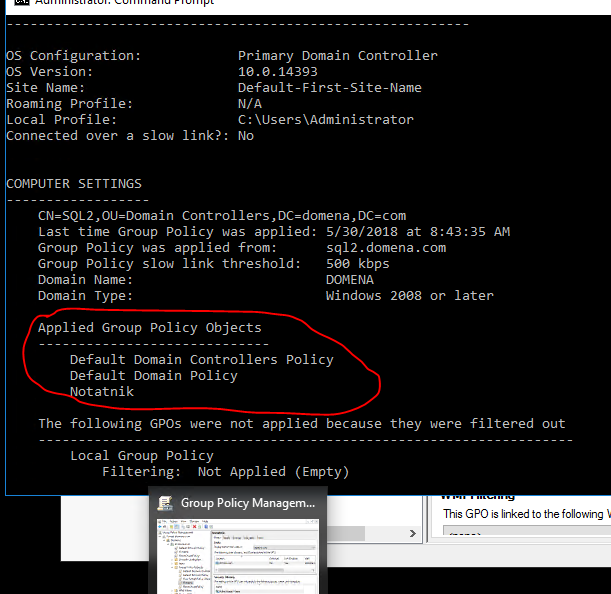 Administrator: Command Prompt
-----------------------------------------------------------
OS Configuration:            Primary Domain Controller
OS Version:                  10.0.14393
Site Name:                   Default-First-Site-Name
Roaming Profile:             N/A
Local Profile:               C:\Users\Administrator
Connected over a slow link?: No
COMPUTER SETTINGS
------------------
CN=SQL2,OU=Domain Controllers,DC=domena,DC=com
Last time Group Policy was applied: 5/30/2018 at 8:43:35 AM
Group Policy was applied from:      sql2.domena.com
Group Policy slow link threshold:   500 kbps
Domain Name:                        DOMENA
Domain Type:                        Windows 2008 or later
Applied Group Policy Objects
-----------------------------
Default Domain Controllers Policy
Default Domain Policy
Notatnik
The following GPOs were not applied because they were filtered out
-------------------------------------------------------------------
Local Group Policy
Filtering:  Not Applied (Empty)
Group Policy Managem...
WMI Filtering
This GPO is linked to the following W